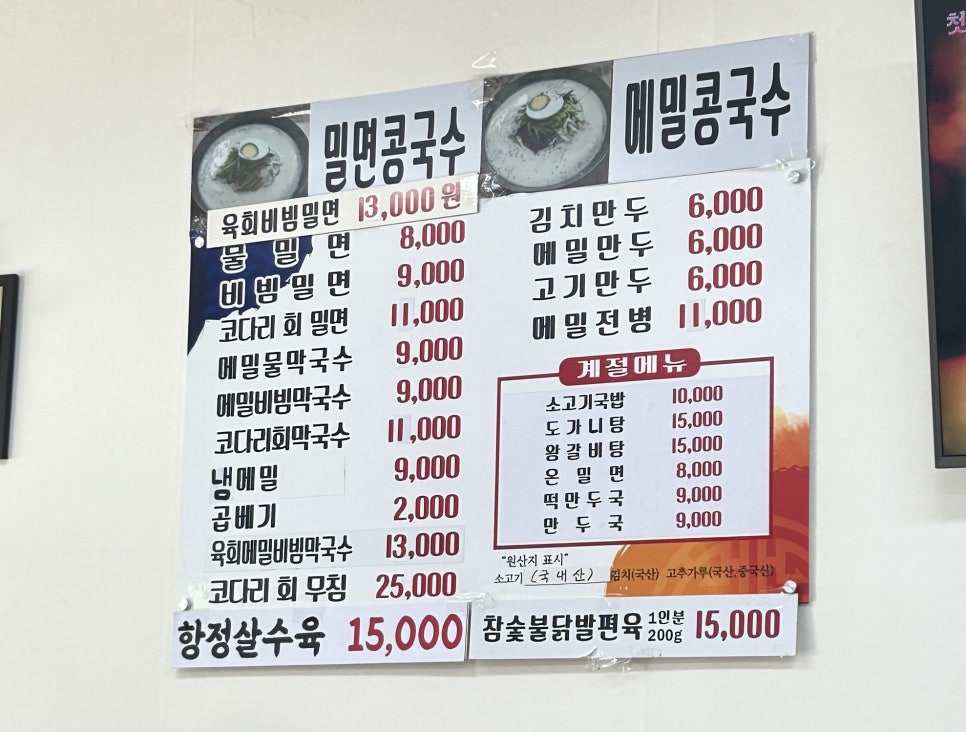 밀면콩국수
육회비빔밀면 13,000원
물밀면 8,000
비빔밀면 9,000
코다리회밀면 11,000
메밀물막국수 9,000
메밀비빔막국수 9,000
코다리회막국수 11,000
냉메밀 9,000
곱베기 2,000
육회메밀비빔막국수 13,000
코다리회무침 25,000
항정살수육 15,000
메밀콩국수
김치만두 6,000
메밀만두 6,000
고기만두 6,000
메밀전병 11,000
계절메뉴
소고기국밥 10,000
도가니탕 15,000
왕갈비탕 15,000
온밀면 8,000
떡만두국 9,000
만두국 9,000
"원산지 표시"
소고기 (국내산) 김치(국산) 고추가루(국산,중국산)
참숯불닭발편육 1인분 200g 15,000
첫